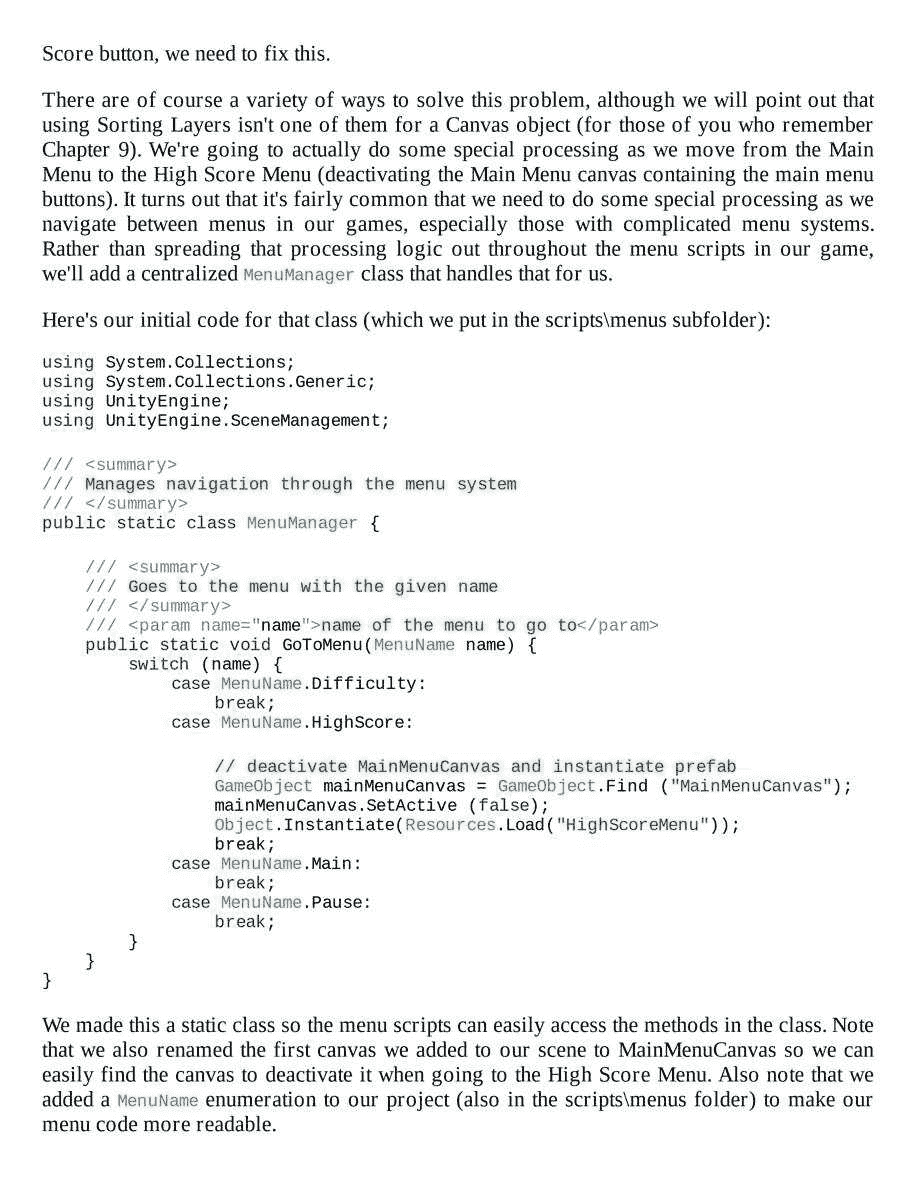 Score button, we need to fix this.
There are of course a variety of ways to solve this problem, although we will point out that
using Sorting Layers isn't one of them for a Canvas object (for those of you who remember
Chapter 9). We're going to actually do some special processing as we move from the Main
Menu to the High Score Menu (deactivating the Main Menu canvas containing the main menu
buttons). It turns out that it's fairly common that we need to do some special processing as we
navigate between menus in our games, especially those with complicated menu systems.
Rather than spreading that processing logic out throughout the menu scripts in our game,
we'll add a centralized MenuManager class that handles that for us.
Here's our initial code for that class (which we put in the scripts\menus subfolder):
using System.Collections;
using System.Collections.Generic;
using UnityEngine;
using UnityEngine.SceneManagement;
/// <summary>
/// Manages navigation through the menu system
/// </summary>
public static class MenuManager {
/// <summary>
/// Goes to the menu with the given name
/// </summary>
/// <param name="name">name of the menu to go to</param>
public static void GoToMenu(MenuName name) {
switch (name) {
case MenuName.Difficulty:
break;
case MenuName.HighScore:
// deactivate MainMenuCanvas and instantiate prefab
GameObject mainMenuCanvas = GameObject.Find ("MainMenuCanvas");
mainMenuCanvas.SetActive (false);
Object.Instantiate(Resources.Load("HighScoreMenu"));
break;
case MenuName.Main:
break;
case MenuName.Pause:
break;
}
}
}
We made this a static class so the menu scripts can easily access the methods in the class. Note
that we also renamed the first canvas we added to our scene to MainMenuCanvas so we can
easily find the canvas to deactivate it when going to the High Score Menu. Also note that we
added a MenuName enumeration to our project (also in the scripts\menus folder) to make our
menu code more readable.